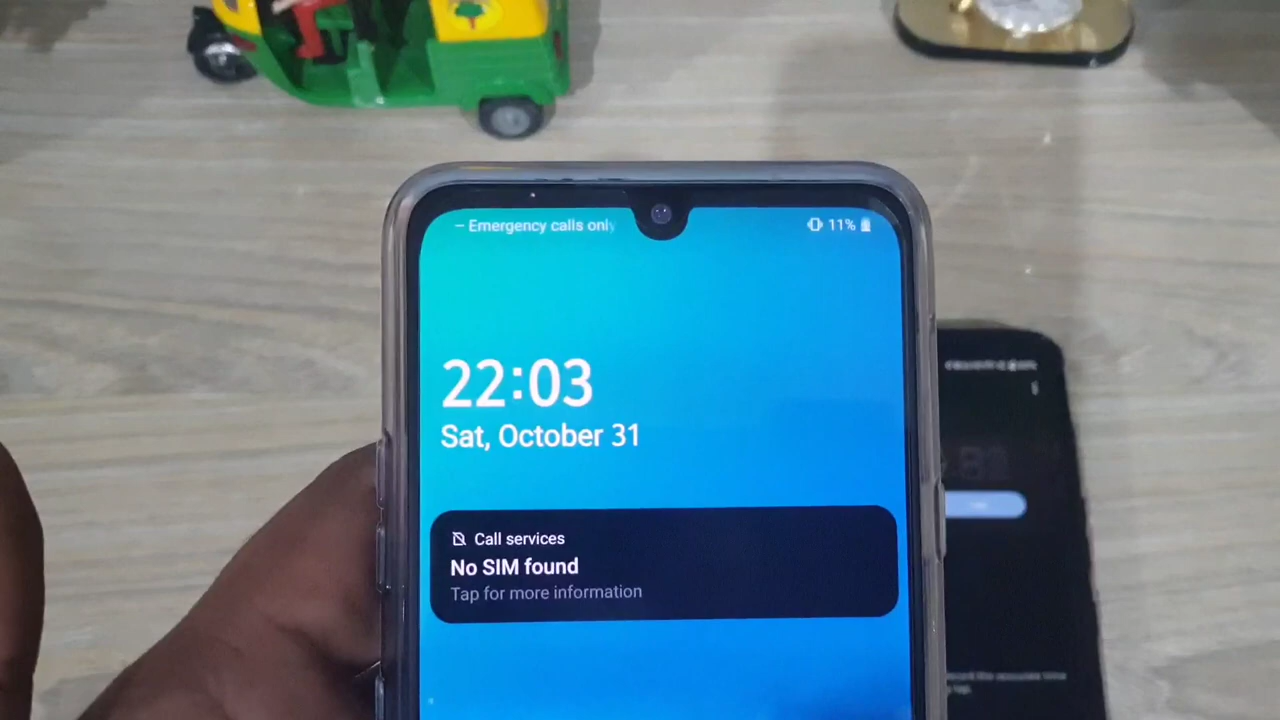 – Emergency calls only
11%
22:03
Sat, October 31
Call services
No SIM found
Tap for more information